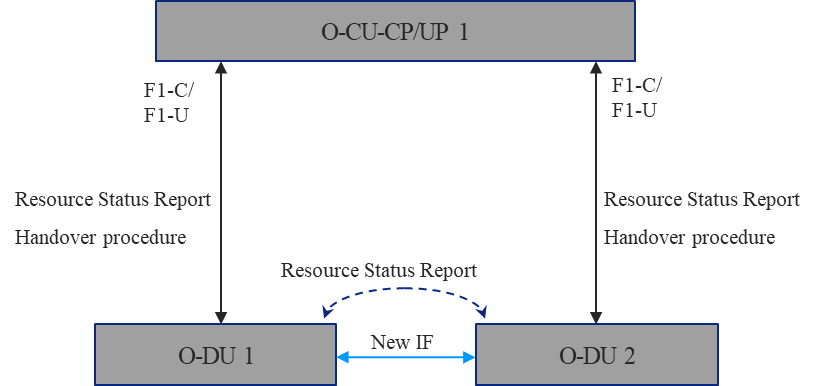 O-CU-CP/UP 1
F1-C/
F1-U
F1-C/
F1-U
Resource Status Report
Handover procedure
Resource Status Report
Handover procedure
Resource Status Report
New IF
O-DU 1
O-DU 2